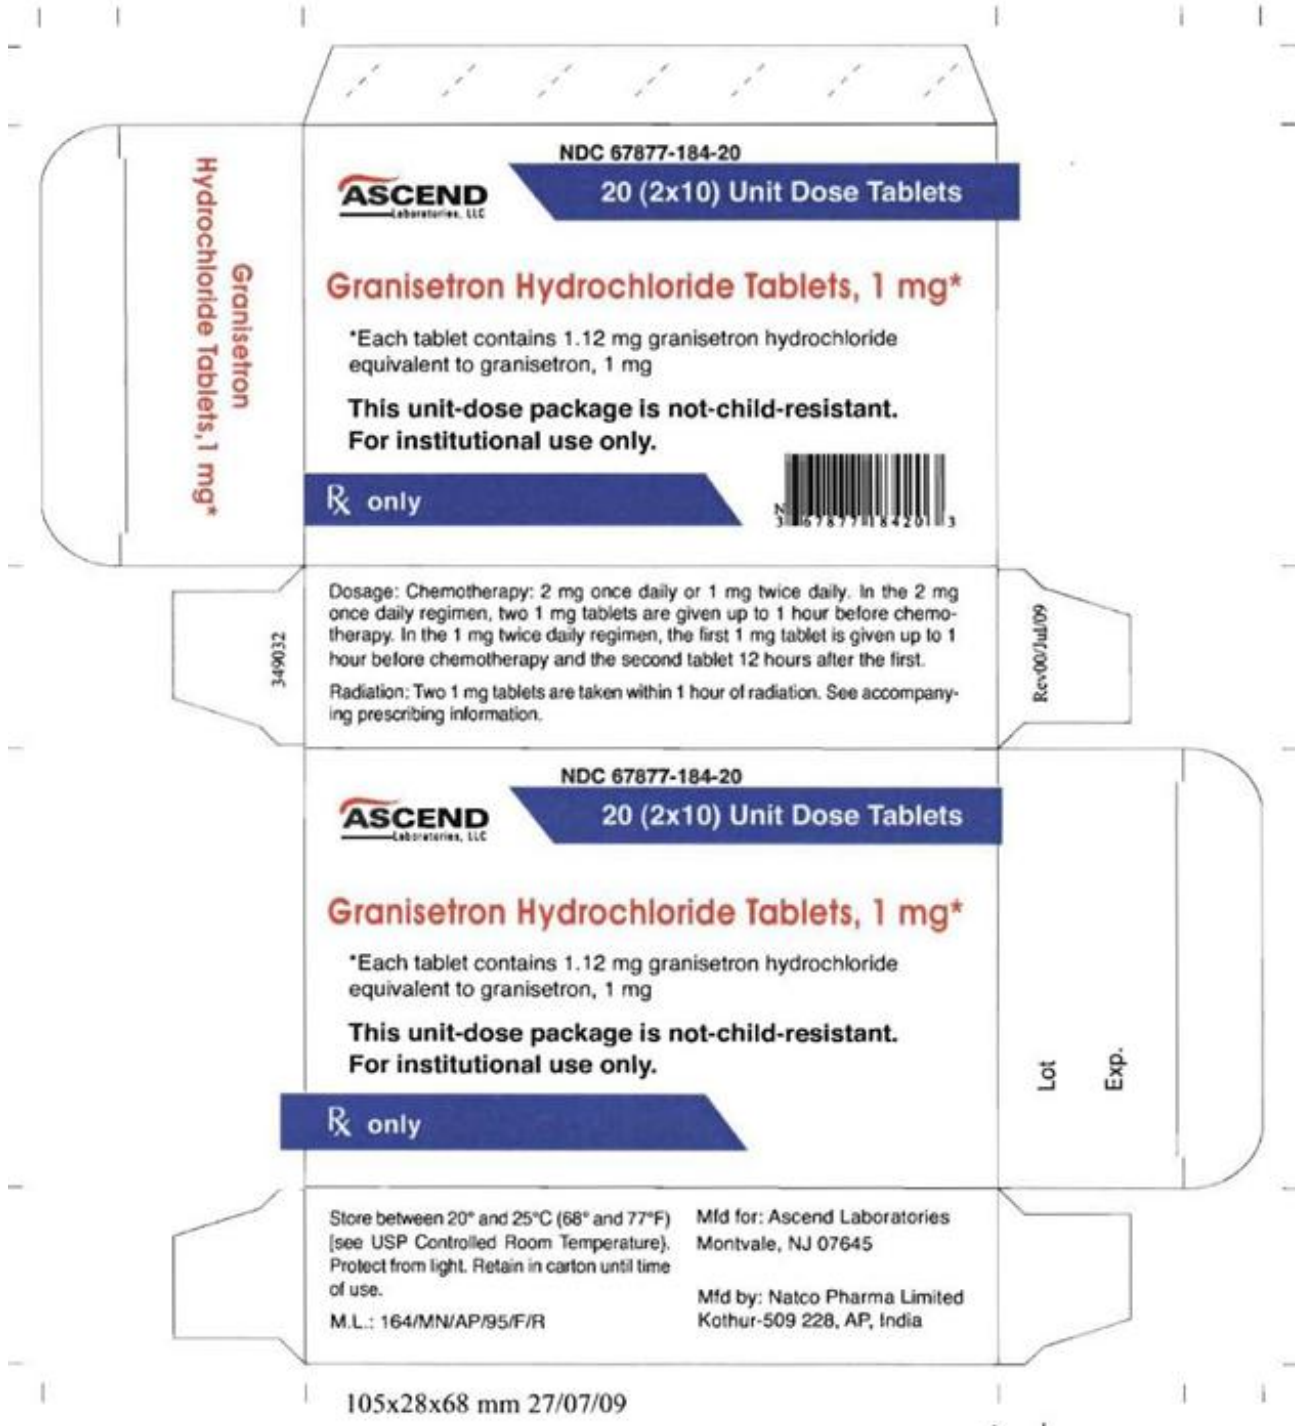 NDC 67877-184-20
ASCEND
Laboratories, LLC
20 (2x10) Unit Dose Tablets
Granisetron
Hydrochloride Tablets, 1 mg*
Granisetron Hydrochloride Tablets, 1 mg*
*Each tablet contains 1.12 mg granisetron hydrochloride
equivalent to granisetron, 1 mg
This unit-dose package is not-child-resistant.
For institutional use only.
Rx only
N
3 67877 18420 3
Dosage: Chemotherapy: 2 mg once daily or 1 mg twice daily. In the 2 mg
once daily regimen, two 1 mg tablets are given up to 1 hour before chemo-
therapy. In the 1 mg twice daily regimen, the first 1 mg tablet is given up to 1
hour before chemotherapy and the second tablet 12 hours after the first.
Radiation: Two 1 mg tablets are taken within 1 hour of radiation. See accompany-
ing prescribing information.
349032
Rev00/Jul/09
NDC 67877-184-20
ASCEND
Laboratories, LLC
20 (2x10) Unit Dose Tablets
Granisetron Hydrochloride Tablets, 1 mg*
*Each tablet contains 1.12 mg granisetron hydrochloride
equivalent to granisetron, 1 mg
This unit-dose package is not-child-resistant.
For institutional use only.
Rx only
Lot
Exp.
Store between 20° and 25°C (68° and 77°F)
[see USP Controlled Room Temperature].
Protect from light. Retain in carton until time
of use.
M.L.: 164/MN/AP/95/F/R
Mfd for: Ascend Laboratories
Montvale, NJ 07645
Mfd by: Natco Pharma Limited
Kothur-509 228, AP, India
105x28x68 mm 27/07/09